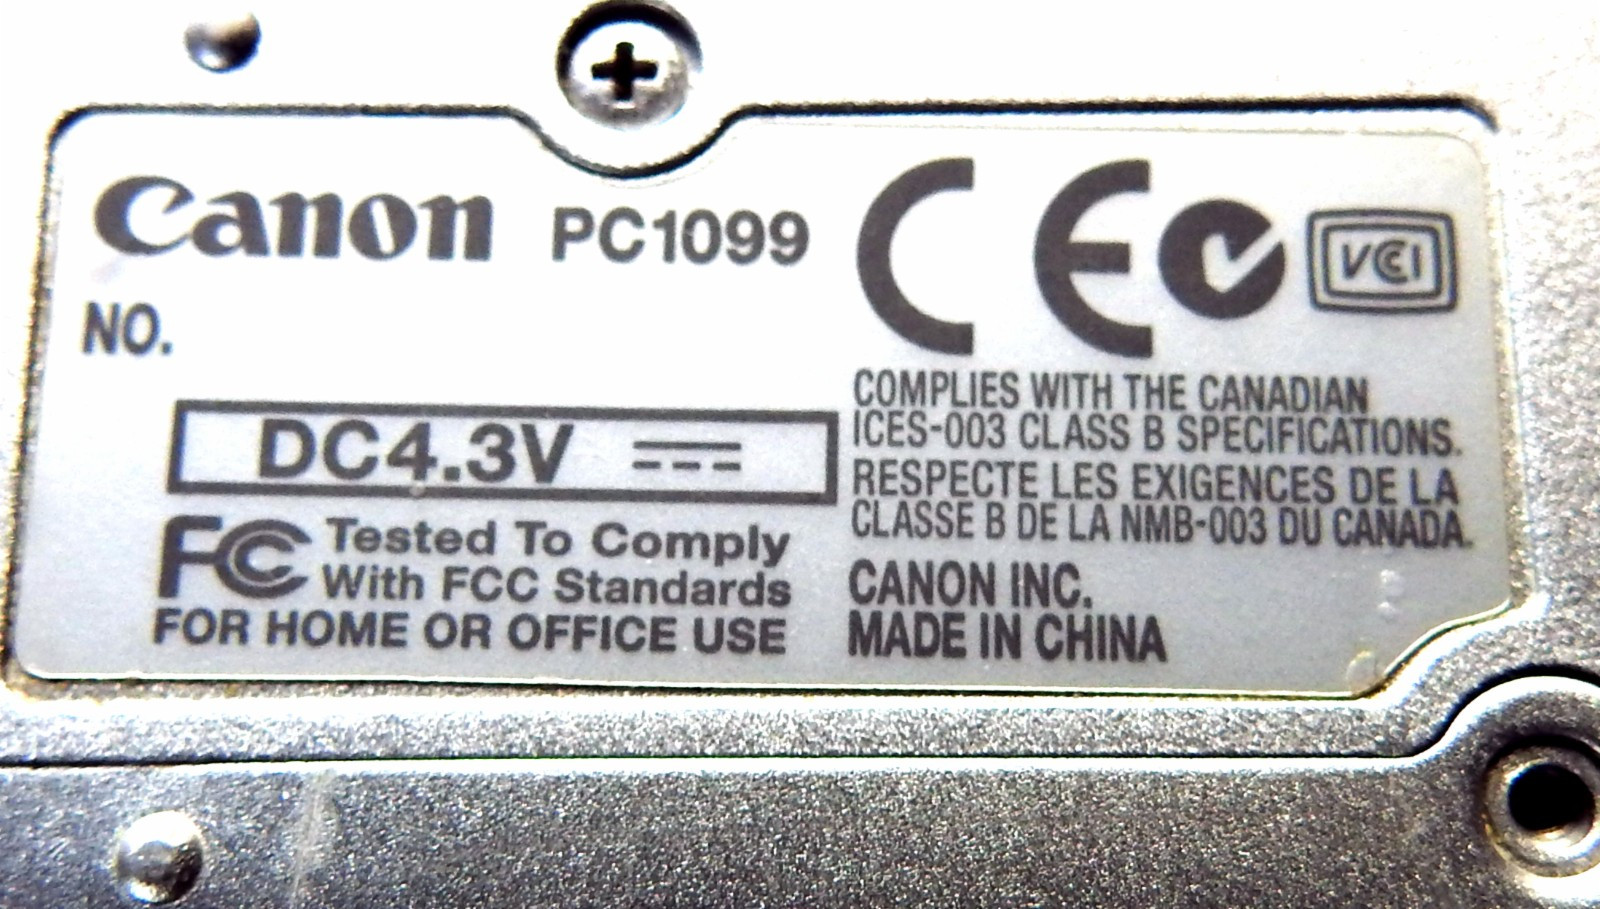 Canon PC1099
CE
VCCI
NO.
DC4.3V
FC Tested To Comply
With FCC Standards
FOR HOME OR OFFICE USE
COMPLIES WITH THE CANADIAN
ICES-003 CLASS B SPECIFICATIONS.
RESPECTE LES EXIGENCES DE LA
CLASSE B DE LA NMB-003 DU CANADA.
CANON INC.
MADE IN CHINA